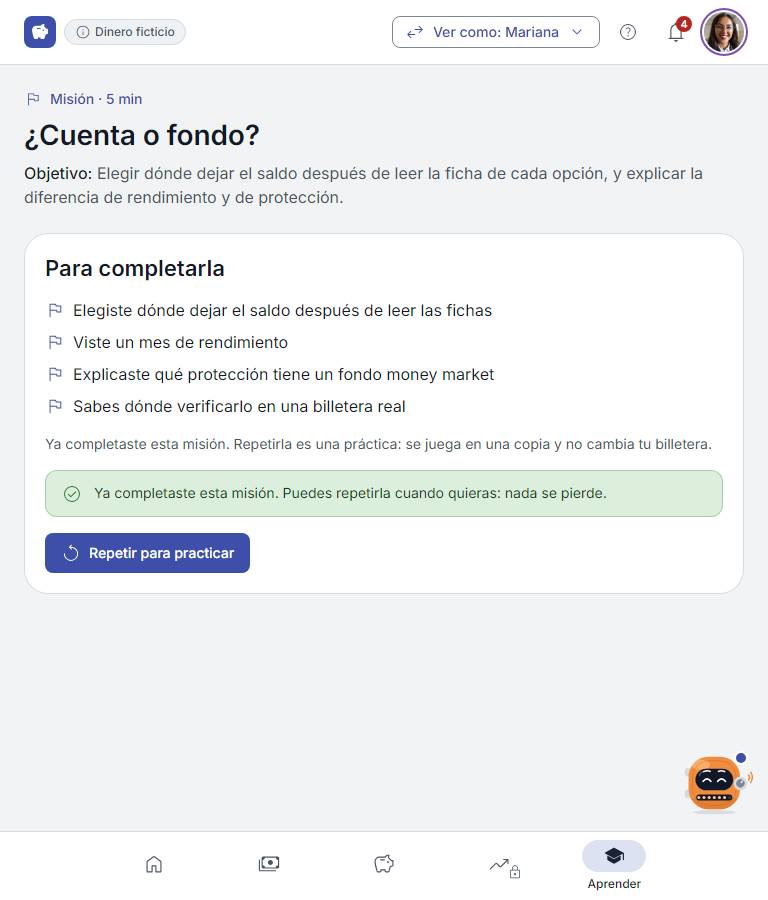 Dinero ficticio
Ver como: Mariana
4
Misión · 5 min
¿Cuenta o fondo?
Objetivo: Elegir dónde dejar el saldo después de leer la ficha de cada opción, y explicar la
diferencia de rendimiento y de protección.
Para completarla
Elegiste dónde dejar el saldo después de leer las fichas
Viste un mes de rendimiento
Explicaste qué protección tiene un fondo money market
Sabes dónde verificarlo en una billetera real
Ya completaste esta misión. Repetirla es una práctica: se juega en una copia y no cambia tu billetera.
Ya completaste esta misión. Puedes repetirla cuando quieras: nada se pierde.
Repetir para practicar
Aprender